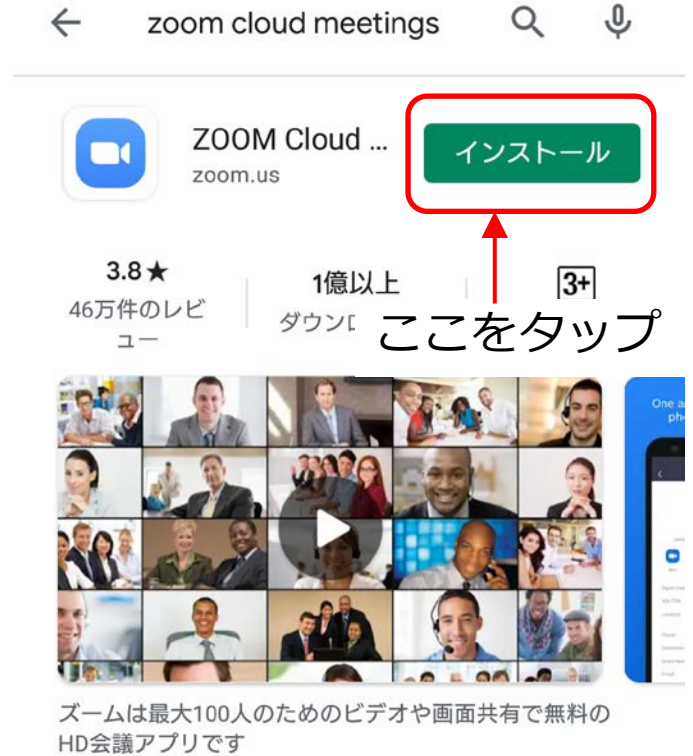 zoom cloud meetings
ZOOM Cloud ...
インストール
zoom.us
3.8★
1億以上
3+
46万件のレビ
ュー
ダウン
ここをタップ
One a
ズームは最大100人のためのビデオや画面共有で無料の
HD会議アプリです